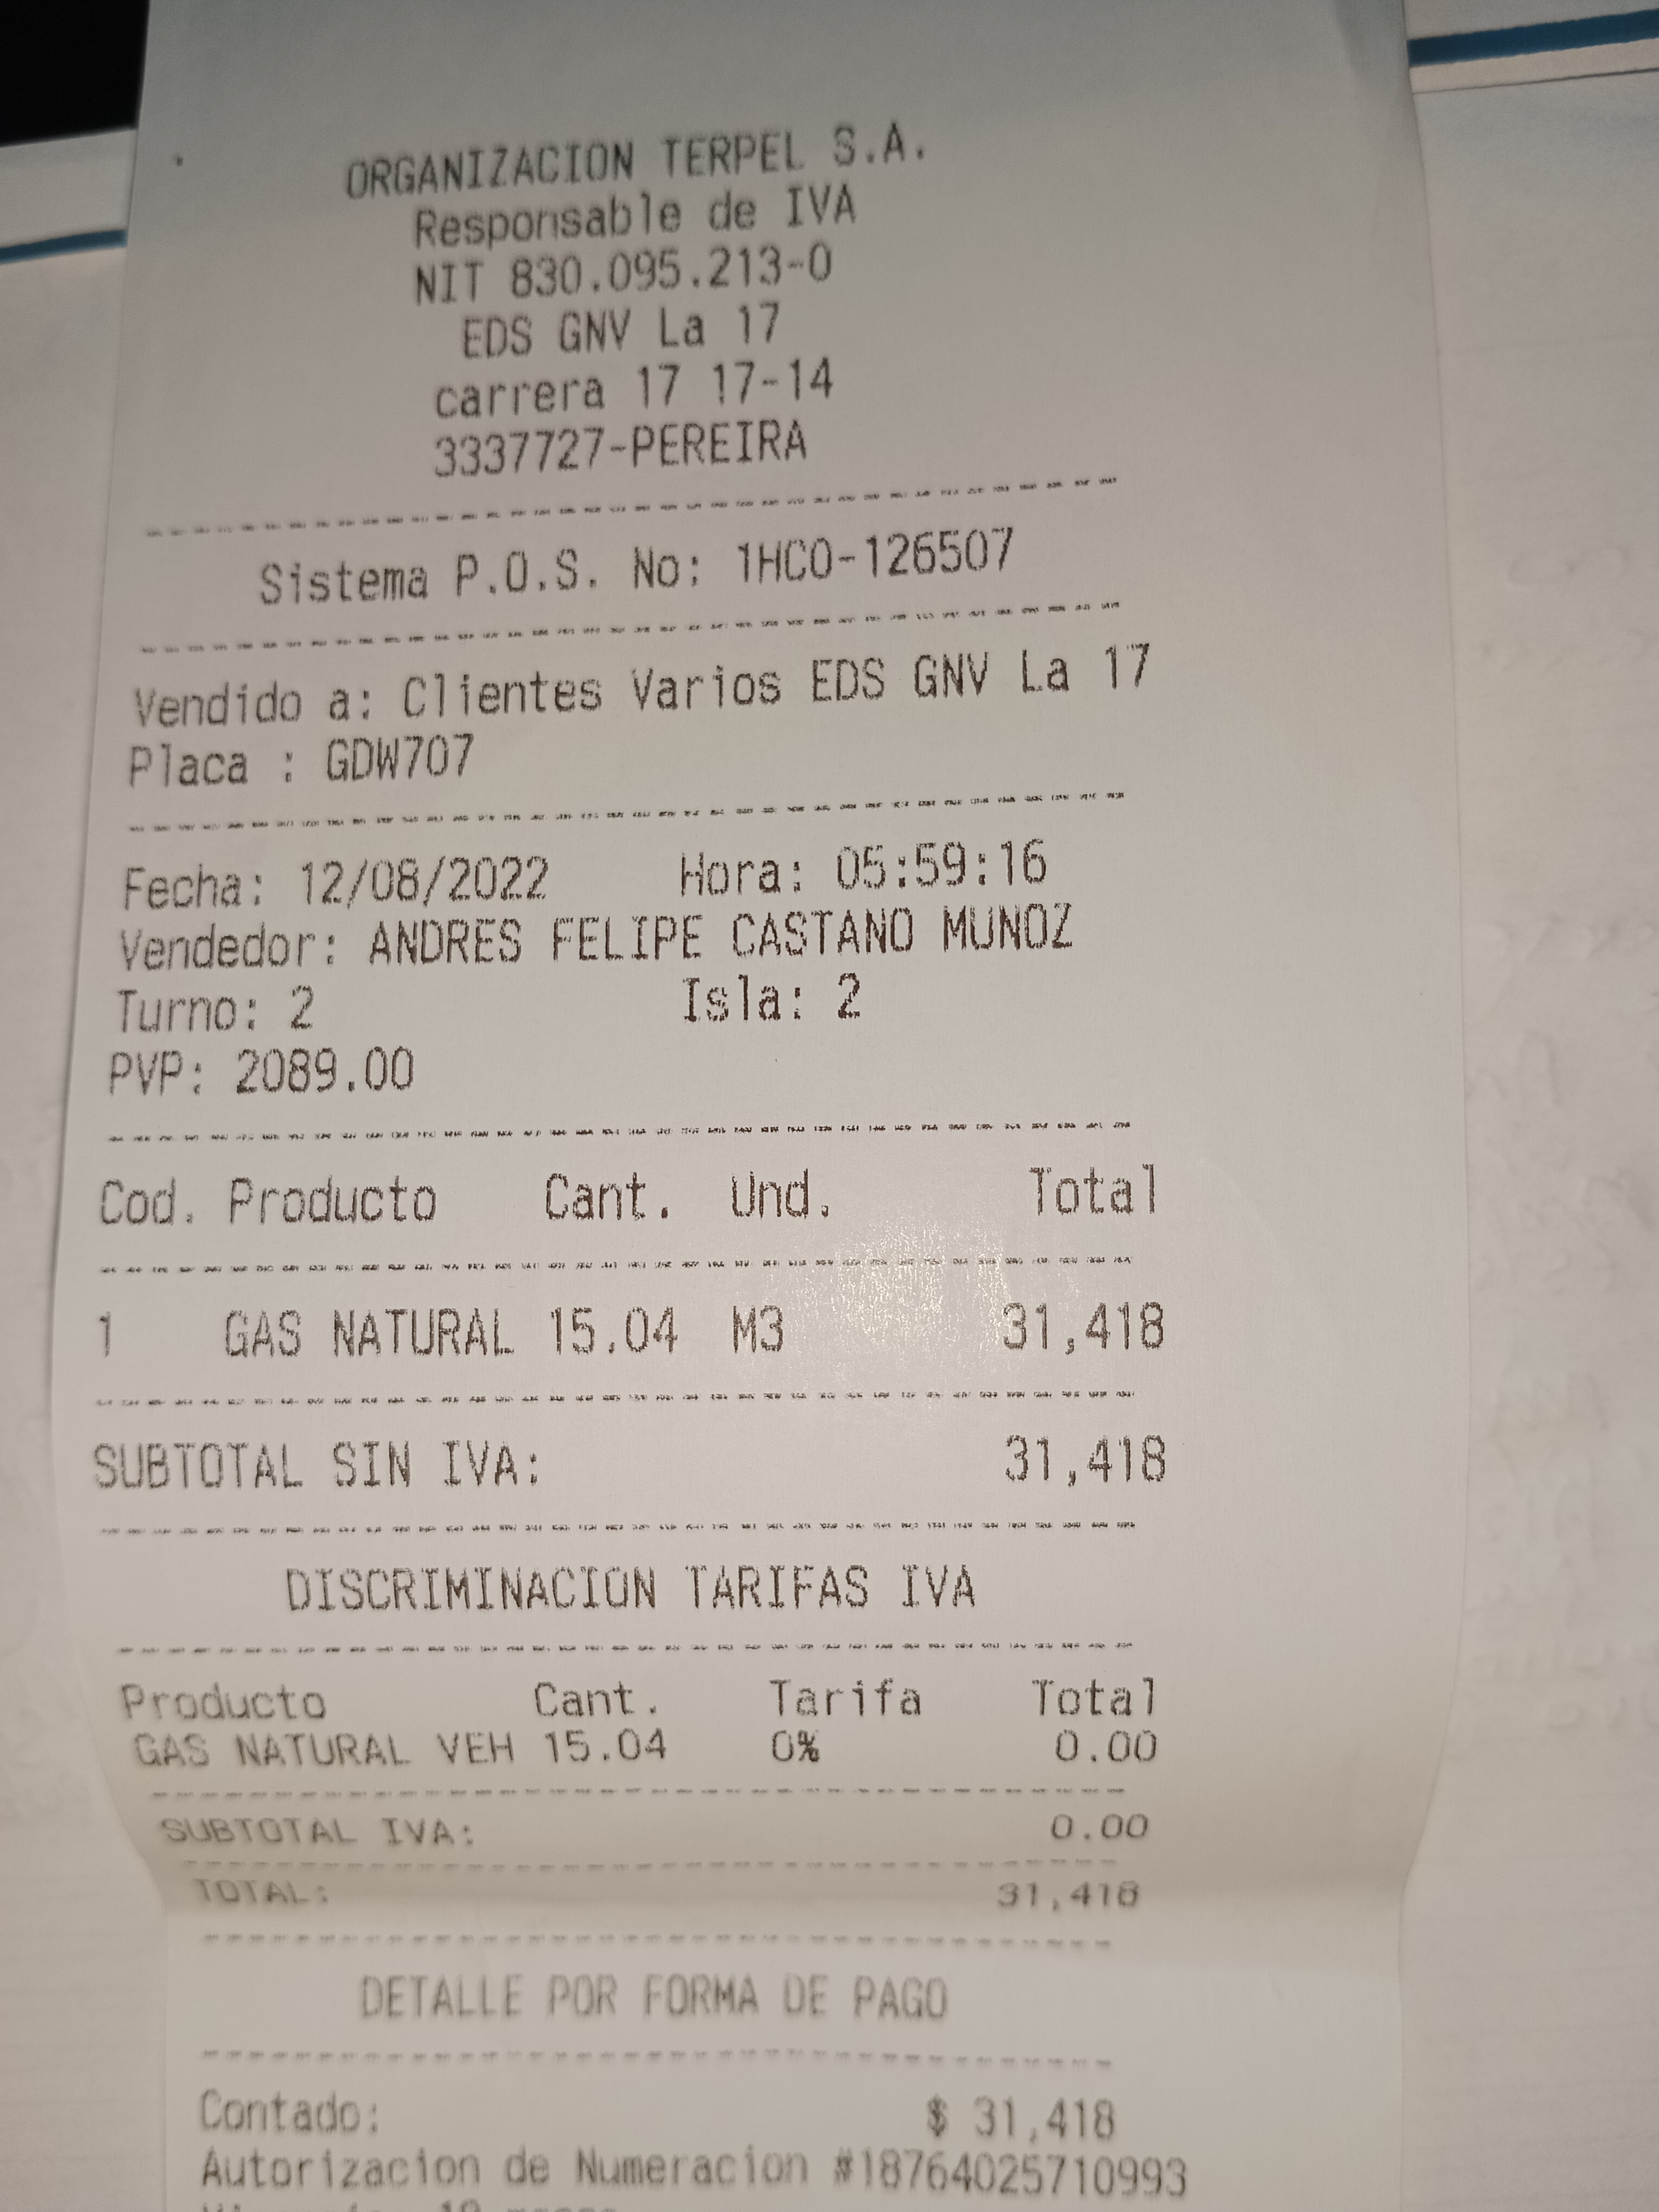 ORGANIZACION TERPEL S.A.
Responsable de IVA
NIT 830.095.213-0
EDS GNV La 17
carrera 17 17-14
3337727-PEREIRA
Sistema P.O.S. No: 1HCO-126507
Vendido a: Clientes Varios EDS GNV La 17
Placa : GDW707
Fecha: 12/08/2022 Hora: 05:59:16
Vendedor: ANDRES FELIPE CASTANO MUNOZ
Turno: 2 Isla: 2
PVP: 2089.00
Cod. Producto Cant. Und. Total
1 GAS NATURAL 15.04 M3 31,418
SUBTOTAL SIN IVA: 31,418
DISCRIMINACION TARIFAS IVA
Producto Cant. Tarifa Total
GAS NATURAL VEH 15.04 0% 0.00
SUBTOTAL IVA: 0.00
TOTAL: 31,418
DETALLE POR FORMA DE PAGO
Contado: $ 31,418
Autorizacion de Numeracion #18764025710993